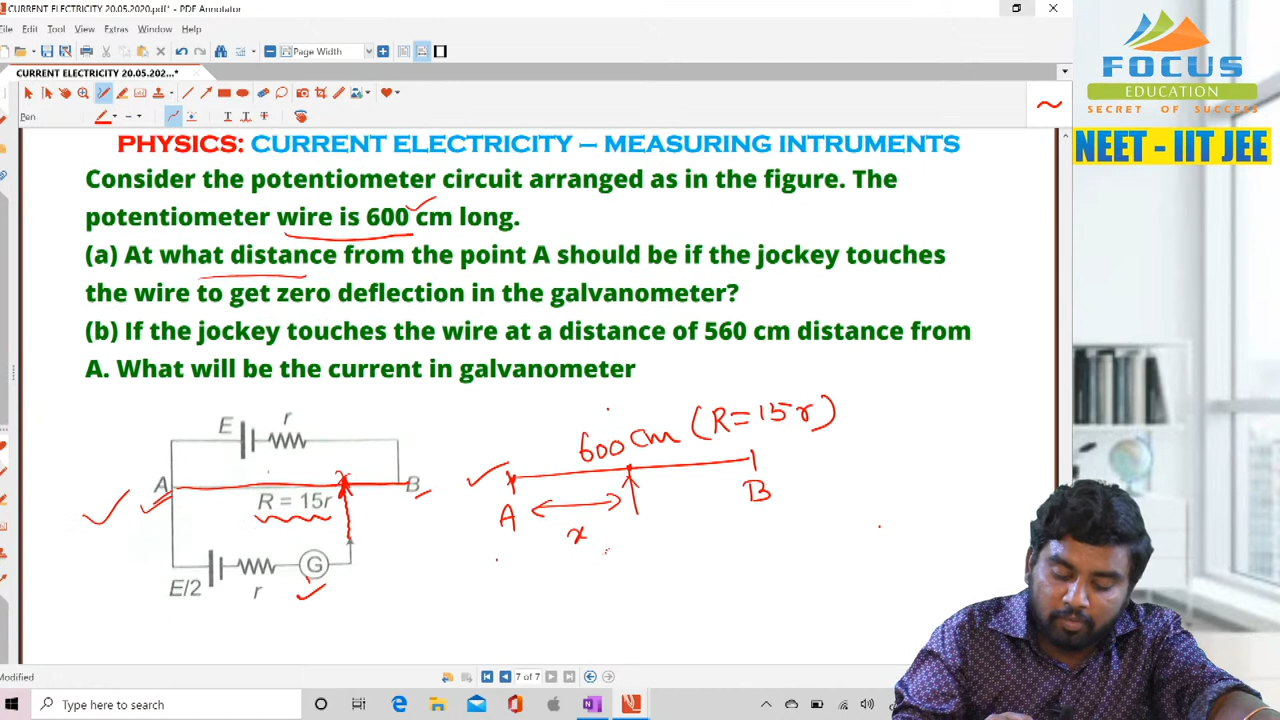 CURRENT ELECTRICITY 20.05.2020.pdf* - PDF Annotator
File Edit Tool View Extras Window Help
Page Width
CURRENT ELECTRICITY 20.05.202...*
Pen
FOCUS
EDUCATION
SECRET OF SUCCESS
NEET - IIT JEE
PHYSICS: CURRENT ELECTRICITY – MEASURING INTRUMENTS
Consider the potentiometer circuit arranged as in the figure. The
potentiometer wire is 600 cm long.
(a) At what distance from the point A should be if the jockey touches
the wire to get zero deflection in the galvanometer?
(b) If the jockey touches the wire at a distance of 560 cm distance from
A. What will be the current in galvanometer
E r
A B
R = 15r
G
E/2 r
600cm (R=15r)
A B
x
Modified
7 of 7
Type here to search